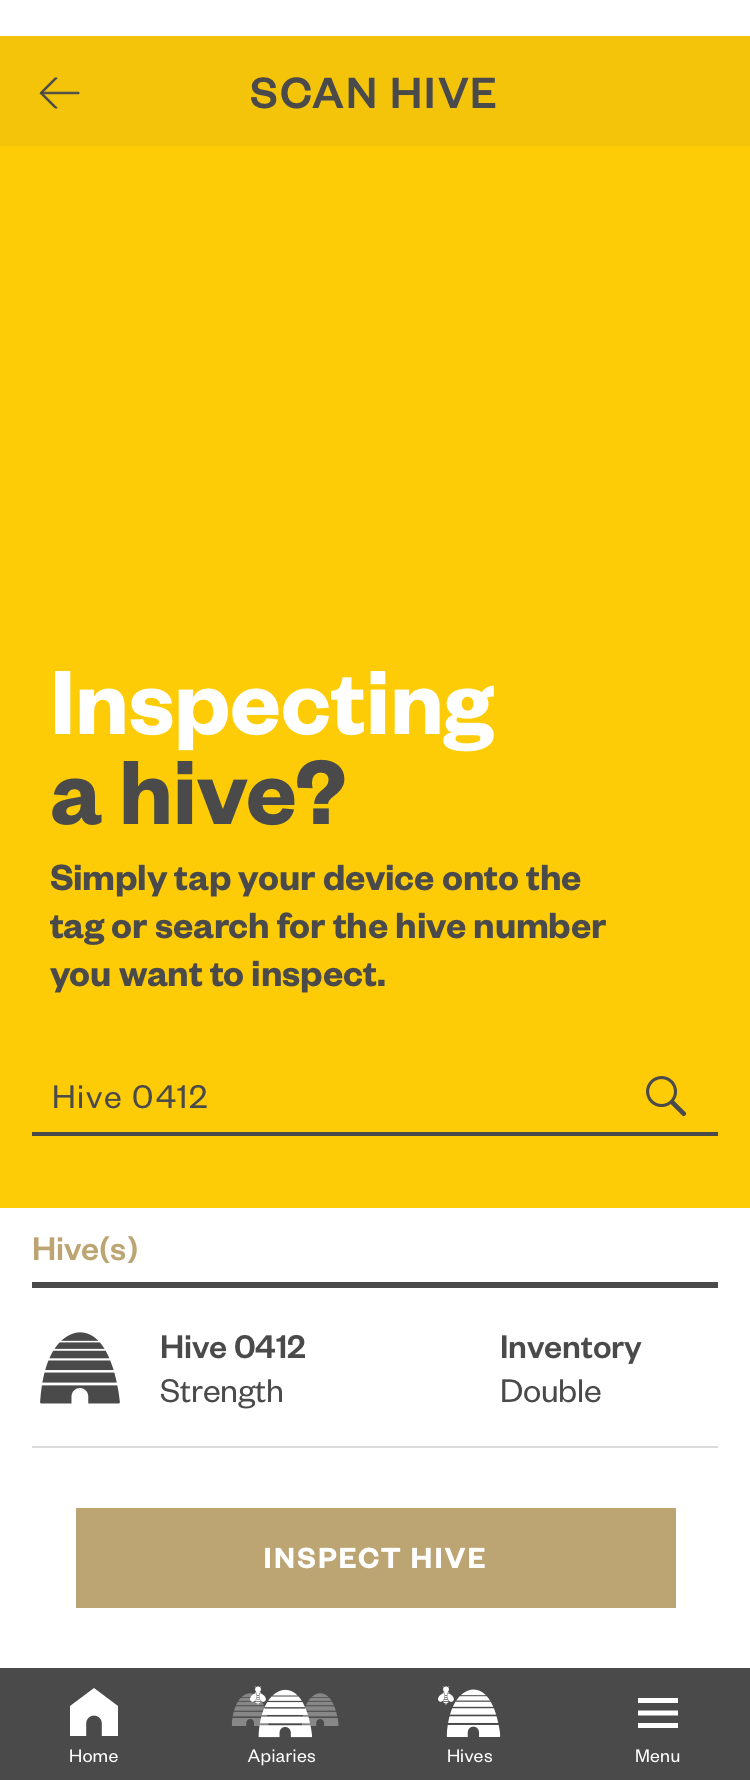 SCAN HIVE
Inspecting
a hive?
Simply tap your device onto the
tag or search for the hive number
you want to inspect.
Hive 0412
Hive(s)
Hive 0412 Inventory
Strength Double
INSPECT HIVE
Home Apiaries Hives Menu